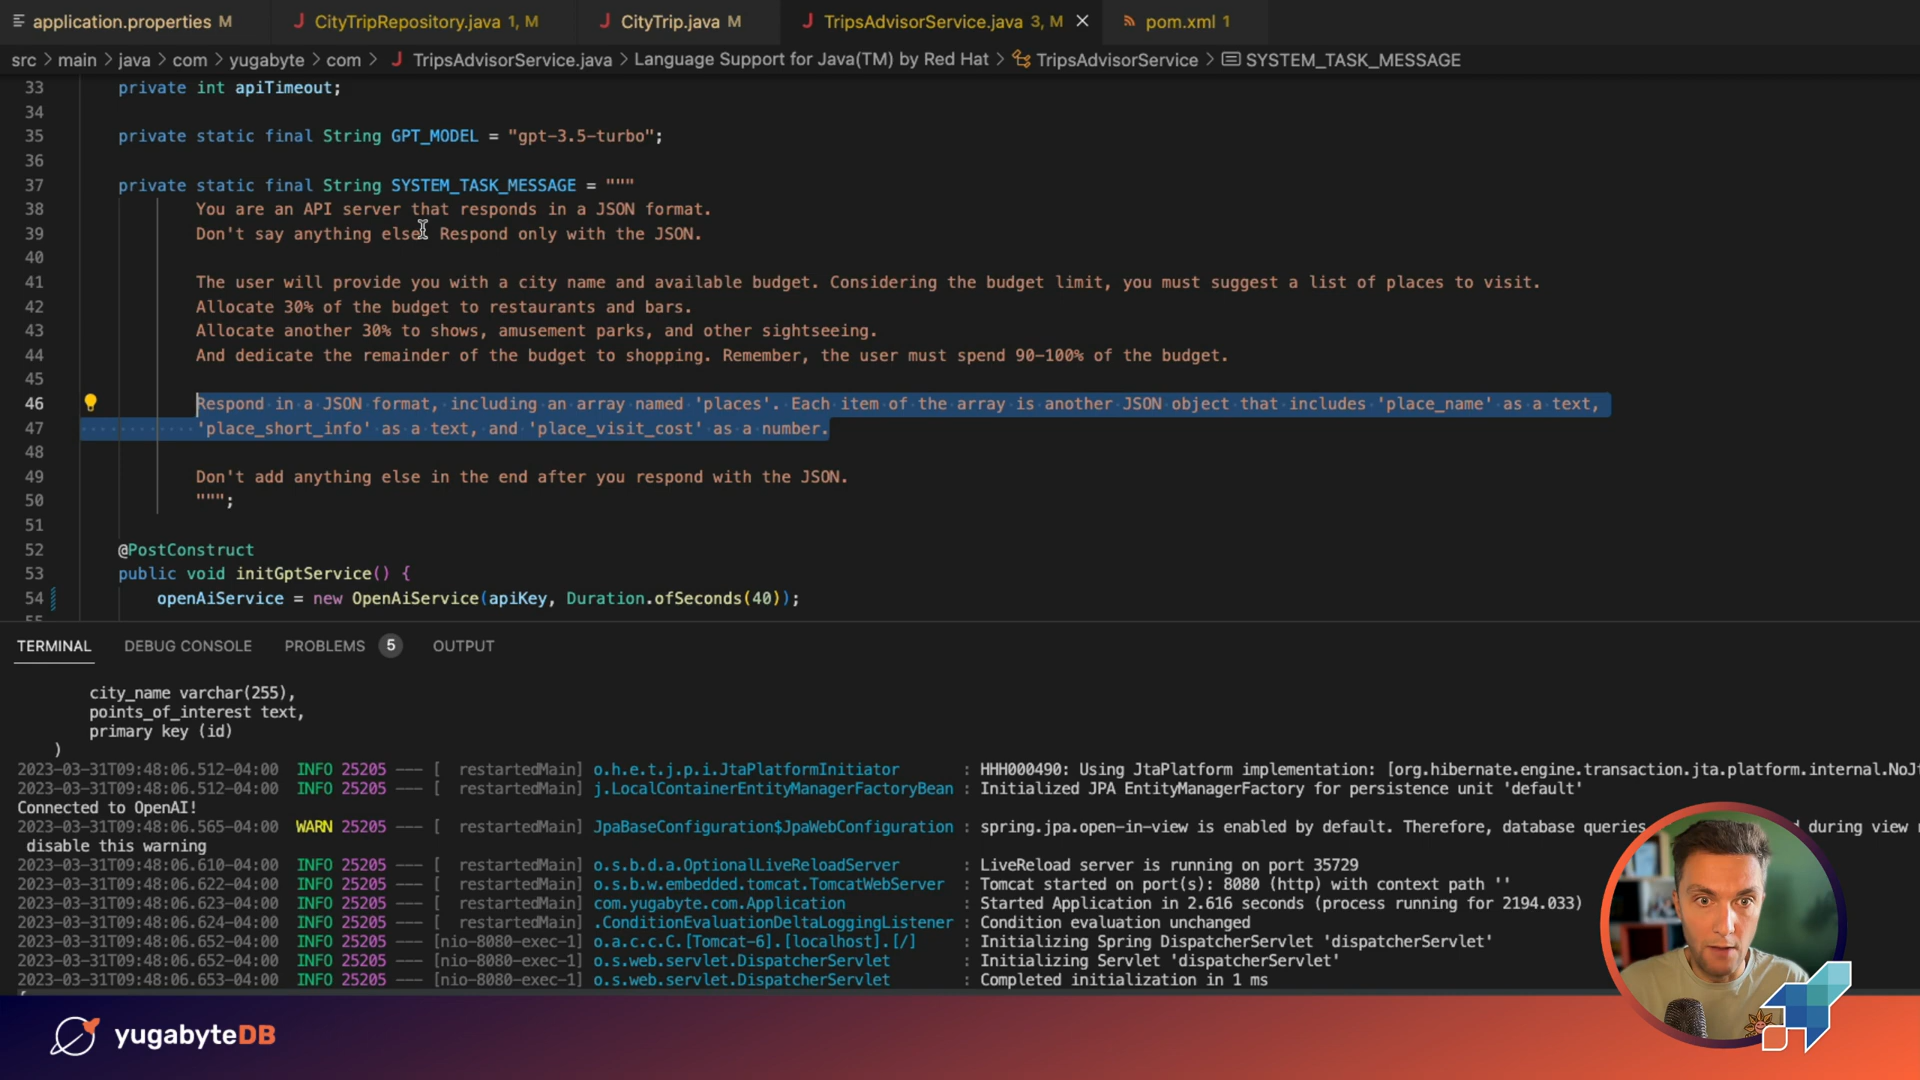 application.properties M
CityTripRepository.java 1, M
CityTrip.java M
TripsAdvisorService.java 3, M
pom.xml 1
src > main > java > com > yugabyte > com > J TripsAdvisorService.java > Language Support for Java(TM) by Red Hat > TripsAdvisorService > SYSTEM_TASK_MESSAGE
33 private int apiTimeout;
34
35 private static final String GPT_MODEL = "gpt-3.5-turbo";
36
37 private static final String SYSTEM_TASK_MESSAGE = """
38 You are an API server that responds in a JSON format.
39 Don't say anything else. Respond only with the JSON.
40
41 The user will provide you with a city name and available budget. Considering the budget limit, you must suggest a list of places to visit.
42 Allocate 30% of the budget to restaurants and bars.
43 Allocate another 30% to shows, amusement parks, and other sightseeing.
44 And dedicate the remainder of the budget to shopping. Remember, the user must spend 90-100% of the budget.
45
46 Respond in a JSON format, including an array named 'places'. Each item of the array is another JSON object that includes 'place_name' as a text,
47 'place_short_info' as a text, and 'place_visit_cost' as a number.
48
49 Don't add anything else in the end after you respond with the JSON.
50 """;
51
52 @PostConstruct
53 public void initGptService() {
54 openAiService = new OpenAiService(apiKey, Duration.ofSeconds(40));
55
TERMINAL DEBUG CONSOLE PROBLEMS 5 OUTPUT
city_name varchar(255),
points_of_interest text,
primary key (id)
)
2023-03-31T09:48:06.512-04:00 INFO 25205 --- [ restartedMain] o.h.e.t.j.p.i.JtaPlatformInitiator : HHH000490: Using JtaPlatform implementation: [org.hibernate.engine.transaction.jta.platform.internal.NoJt
2023-03-31T09:48:06.512-04:00 INFO 25205 --- [ restartedMain] j.LocalContainerEntityManagerFactoryBean : Initialized JPA EntityManagerFactory for persistence unit 'default'
Connected to OpenAI!
2023-03-31T09:48:06.565-04:00 WARN 25205 --- [ restartedMain] JpaBaseConfiguration$JpaWebConfiguration : spring.jpa.open-in-view is enabled by default. Therefore, database queries d during view r
disable this warning
2023-03-31T09:48:06.610-04:00 INFO 25205 --- [ restartedMain] o.s.b.d.a.OptionalLiveReloadServer : LiveReload server is running on port 35729
2023-03-31T09:48:06.622-04:00 INFO 25205 --- [ restartedMain] o.s.b.w.embedded.tomcat.TomcatWebServer : Tomcat started on port(s): 8080 (http) with context path ''
2023-03-31T09:48:06.623-04:00 INFO 25205 --- [ restartedMain] com.yugabyte.com.Application : Started Application in 2.616 seconds (process running for 2194.033)
2023-03-31T09:48:06.624-04:00 INFO 25205 --- [ restartedMain] .ConditionEvaluationDeltaLoggingListener : Condition evaluation unchanged
2023-03-31T09:48:06.652-04:00 INFO 25205 --- [nio-8080-exec-1] o.a.c.c.C.[Tomcat-6].[localhost].[/] : Initializing Spring DispatcherServlet 'dispatcherServlet'
2023-03-31T09:48:06.652-04:00 INFO 25205 --- [nio-8080-exec-1] o.s.web.servlet.DispatcherServlet : Initializing Servlet 'dispatcherServlet'
2023-03-31T09:48:06.653-04:00 INFO 25205 --- [nio-8080-exec-1] o.s.web.servlet.DispatcherServlet : Completed initialization in 1 ms
yugabyteDB